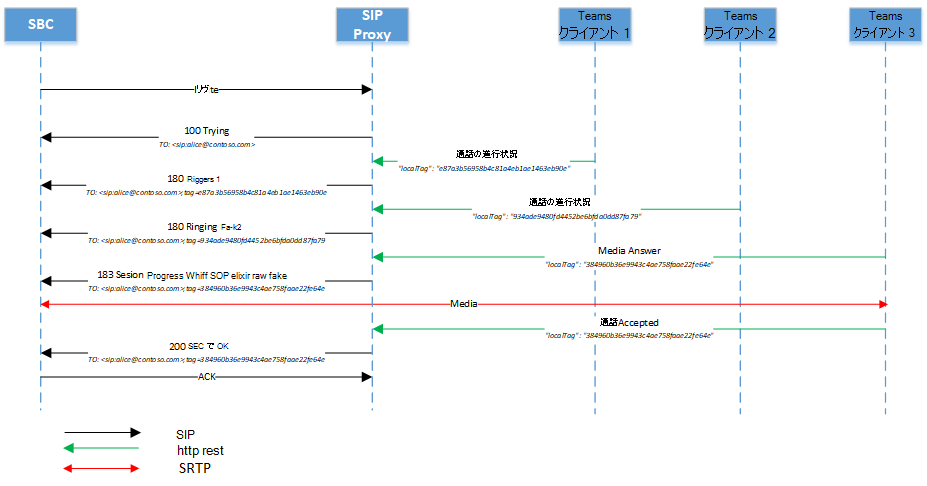 SBC
SIP
Proxy
Teams
クライアント 1
Teams
クライアント 2
Teams
クライアント 3
100 Trying
TO: <sip:alice@contoso.com>
通話の進行状況
"localTag": "e87a3b56958b4c81a4eb1ae1463eb90e"
180 Riggers 1
TO: <sip:alice@contoso.com>;tag=e87a3b56958b4c81a4eb1ae1463eb90e
通話の進行状況
"localTag": "934ade9480fd4452be6bfda0dd87fa79"
180 Ringing Fa-k2
TO: <sip:alice@contoso.com>;tag=934ade9480fd4452be6bfda0dd87fa79
Media Answer
"localTag": "384960b36e9943c4ae758faae22fe64e"
183 Sesion Progress Whiff SOP elixir raw fake
TO: <sip:alice@contoso.com>;tag=384960b36e9943c4ae758faae22fe64e
Media
通話Accepted
"localTag": "384960b36e9943c4ae758faae22fe64e"
200 SEC で OK
TO: <sip:alice@contoso.com>;tag=384960b36e9943c4ae758faae22fe64e
ACK
SIP
http rest
SRTP